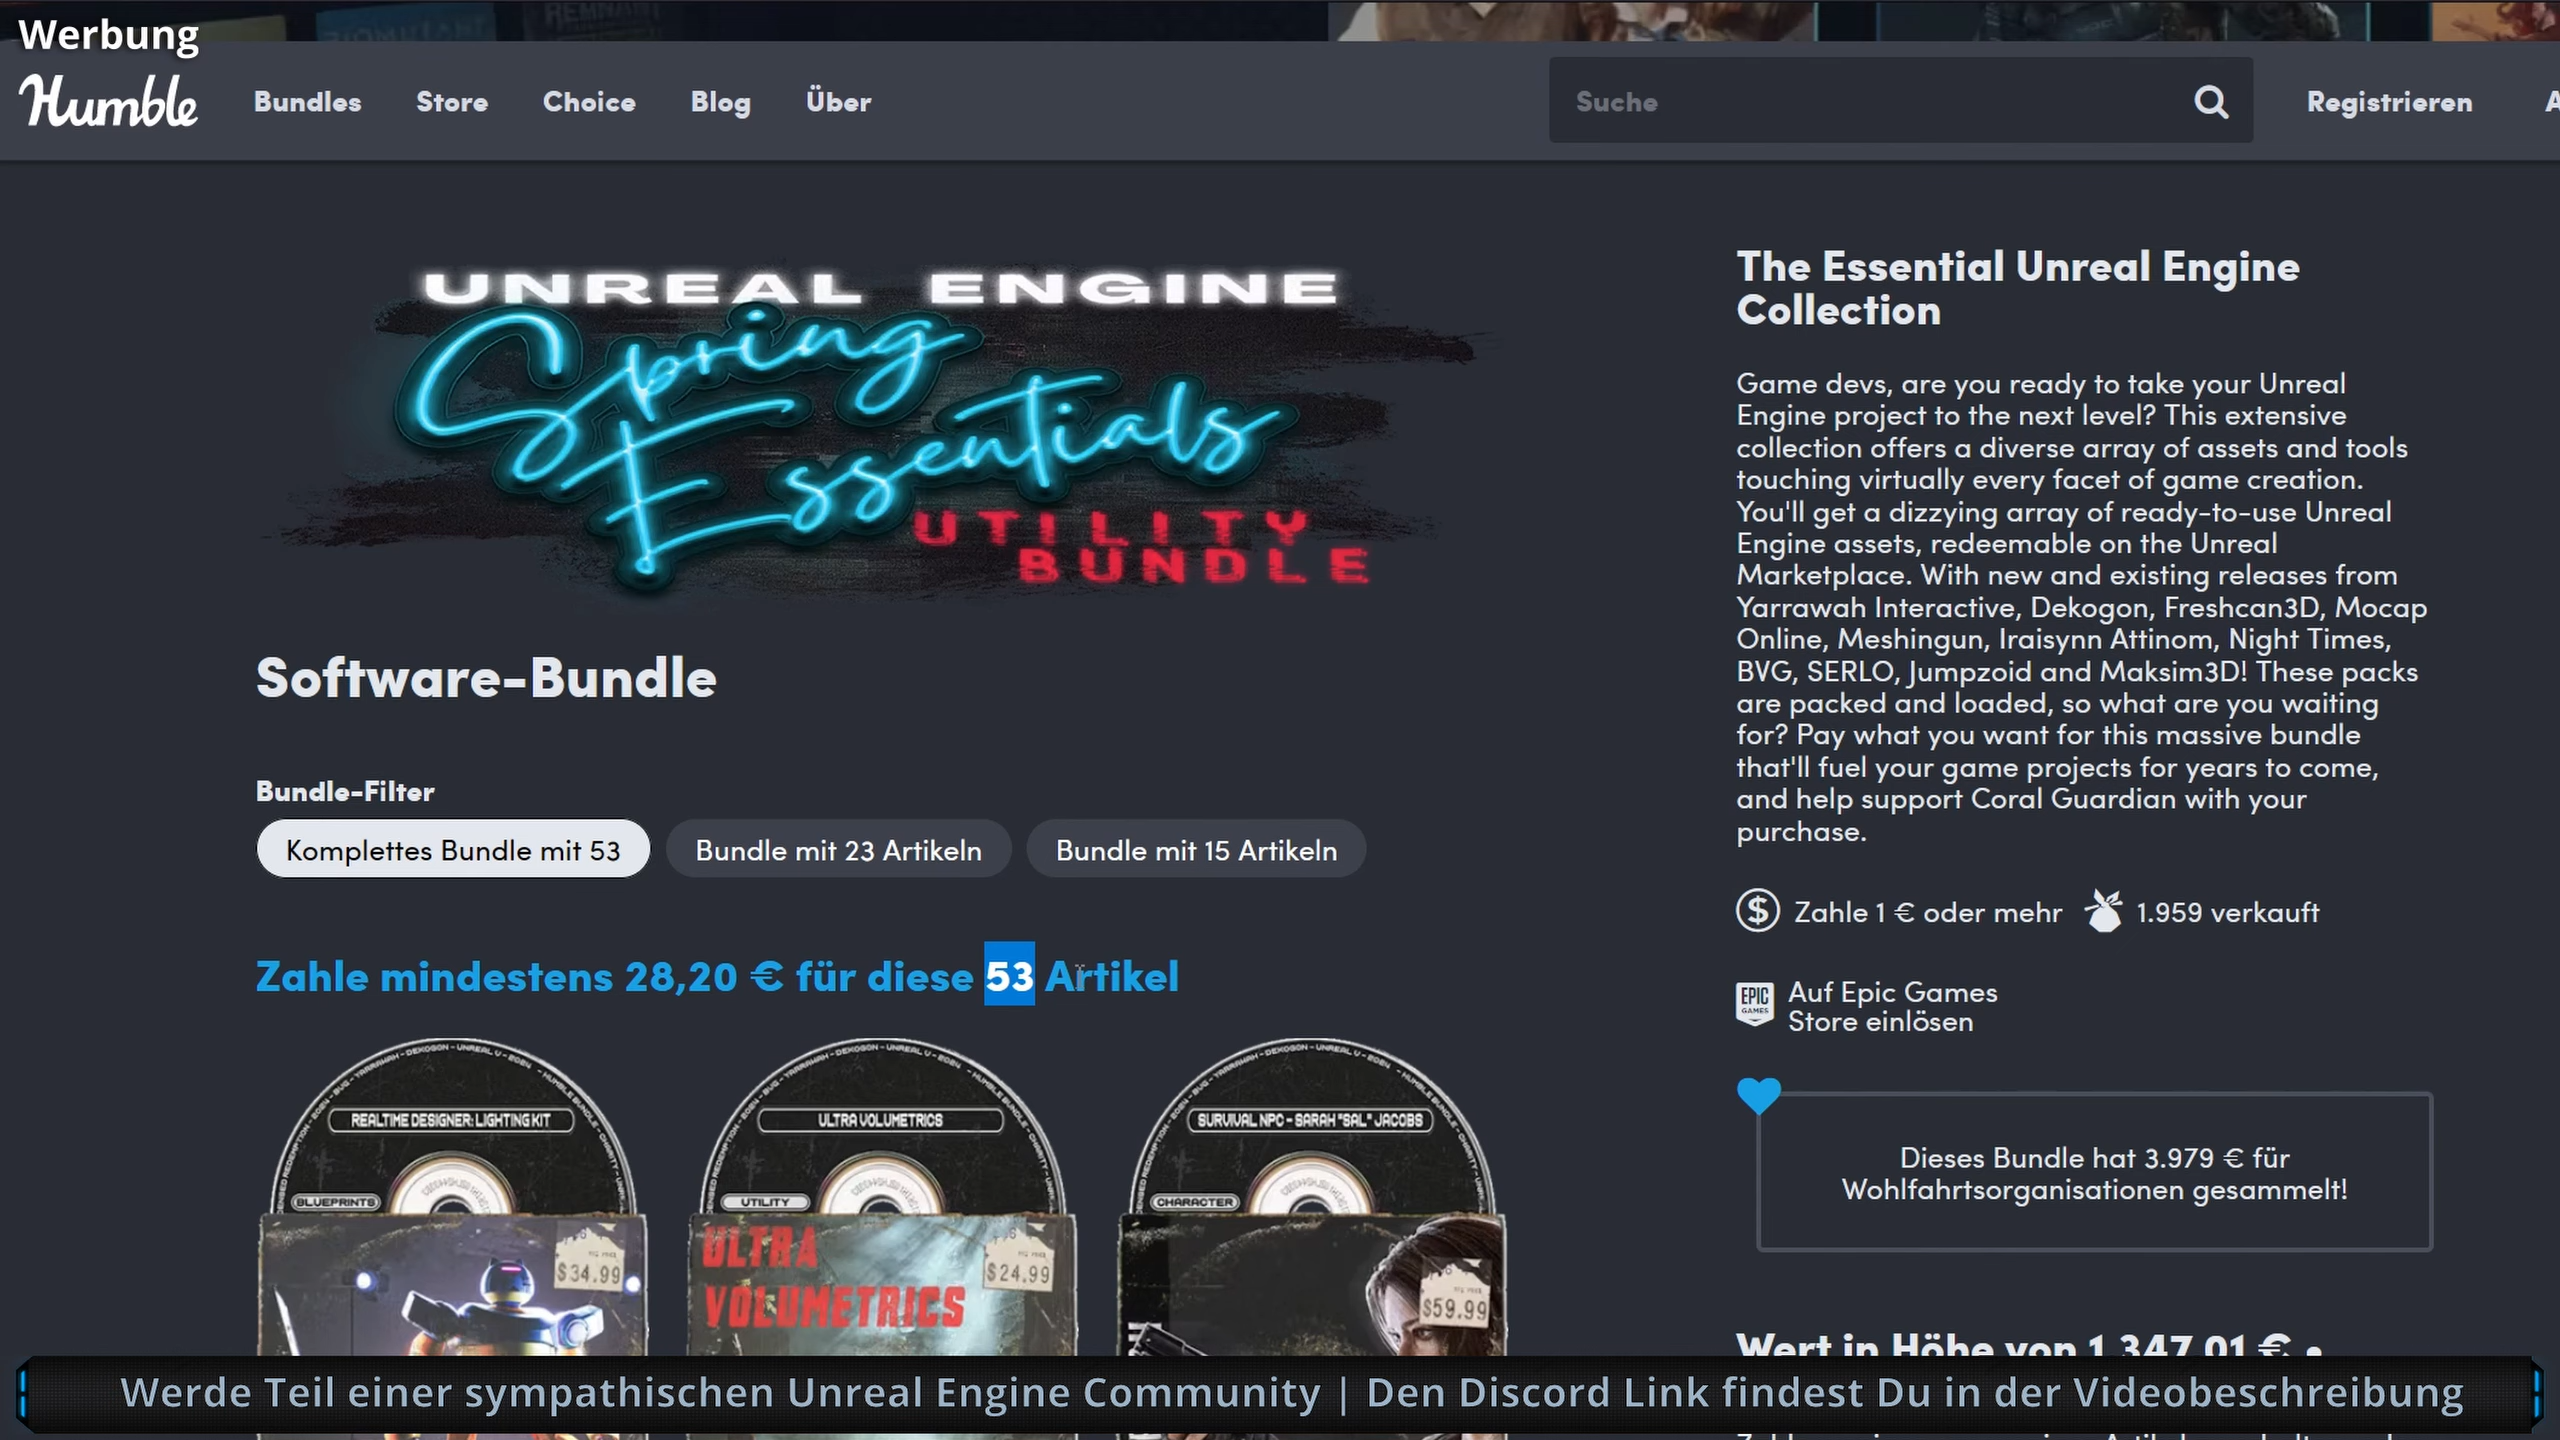 Werbung
Humble
Bundles
Store
Choice
Blog
Über
Suche
Registrieren
UNREAL ENGINE
Spring
Essentials
UTILITY
BUNDLE
Software-Bundle
Bundle-Filter
Komplettes Bundle mit 53
Bundle mit 23 Artikeln
Bundle mit 15 Artikeln
Zahle mindestens 28,20 € für diese 53 Artikel
REALTIME DESIGNER: LIGHTING KIT
BLUEPRINTS
$34.99
ULTRA VOLUMETRICS
UTILITY
ULTRA
VOLUMETRICS
$24.99
SURVIVAL NPC - SARAH "SAL" JACOBS
CHARACTER
$59.99
The Essential Unreal Engine
Collection
Game devs, are you ready to take your Unreal
Engine project to the next level? This extensive
collection offers a diverse array of assets and tools
touching virtually every facet of game creation.
You'll get a dizzying array of ready-to-use Unreal
Engine assets, redeemable on the Unreal
Marketplace. With new and existing releases from
Yarrawah Interactive, Dekogon, Freshcan3D, Mocap
Online, Meshingun, Iraisynn Attinom, Night Times,
BVG, SERLO, Jumpzoid and Maksim3D! These packs
are packed and loaded, so what are you waiting
for? Pay what you want for this massive bundle
that'll fuel your game projects for years to come,
and help support Coral Guardian with your
purchase.
Zahle 1 € oder mehr
1.959 verkauft
EPIC
GAMES
Auf Epic Games
Store einlösen
Dieses Bundle hat 3.979 € für
Wohlfahrtsorganisationen gesammelt!
Wert in Höhe von 1.347,01 € •
Werde Teil einer sympathischen Unreal Engine Community | Den Discord Link findest Du in der Videobeschreibung